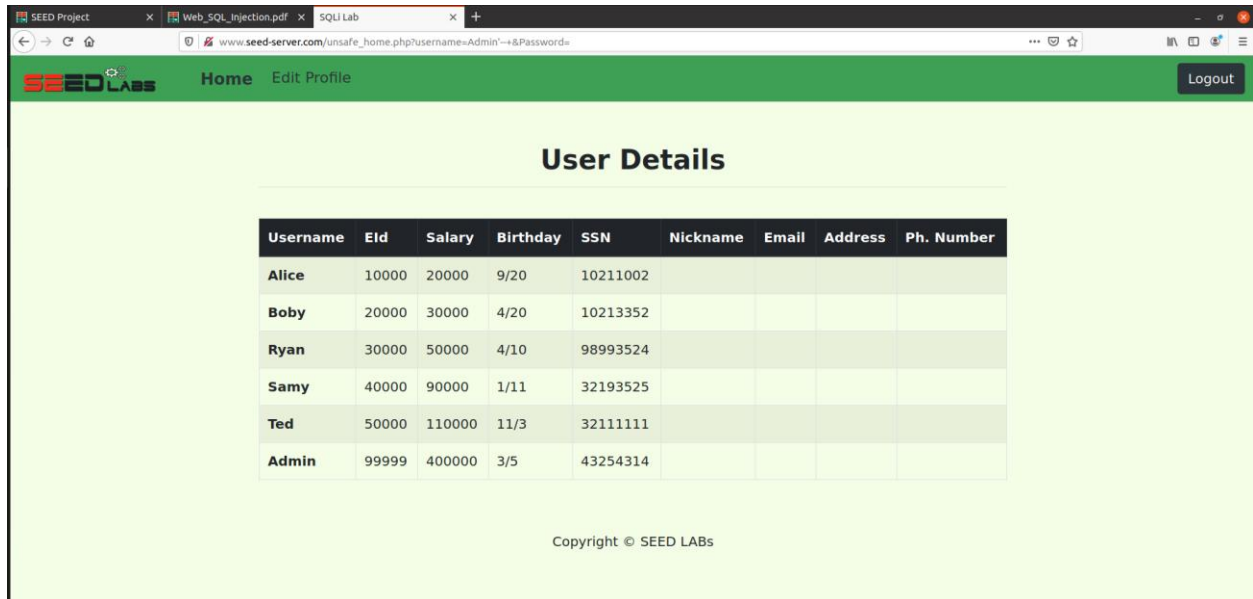 SEED Project
Web_SQL_Injection.pdf
SQLi Lab
www.seed-server.com/unsafe_home.php?username=Admin'--+&Password=
SEEDLABS Home Edit Profile Logout
User Details
Username EId Salary Birthday SSN Nickname Email Address Ph. Number
Alice 10000 20000 9/20 10211002
Boby 20000 30000 4/20 10213352
Ryan 30000 50000 4/10 98993524
Samy 40000 90000 1/11 32193525
Ted 50000 110000 11/3 32111111
Admin 99999 400000 3/5 43254314
Copyright © SEED LABs